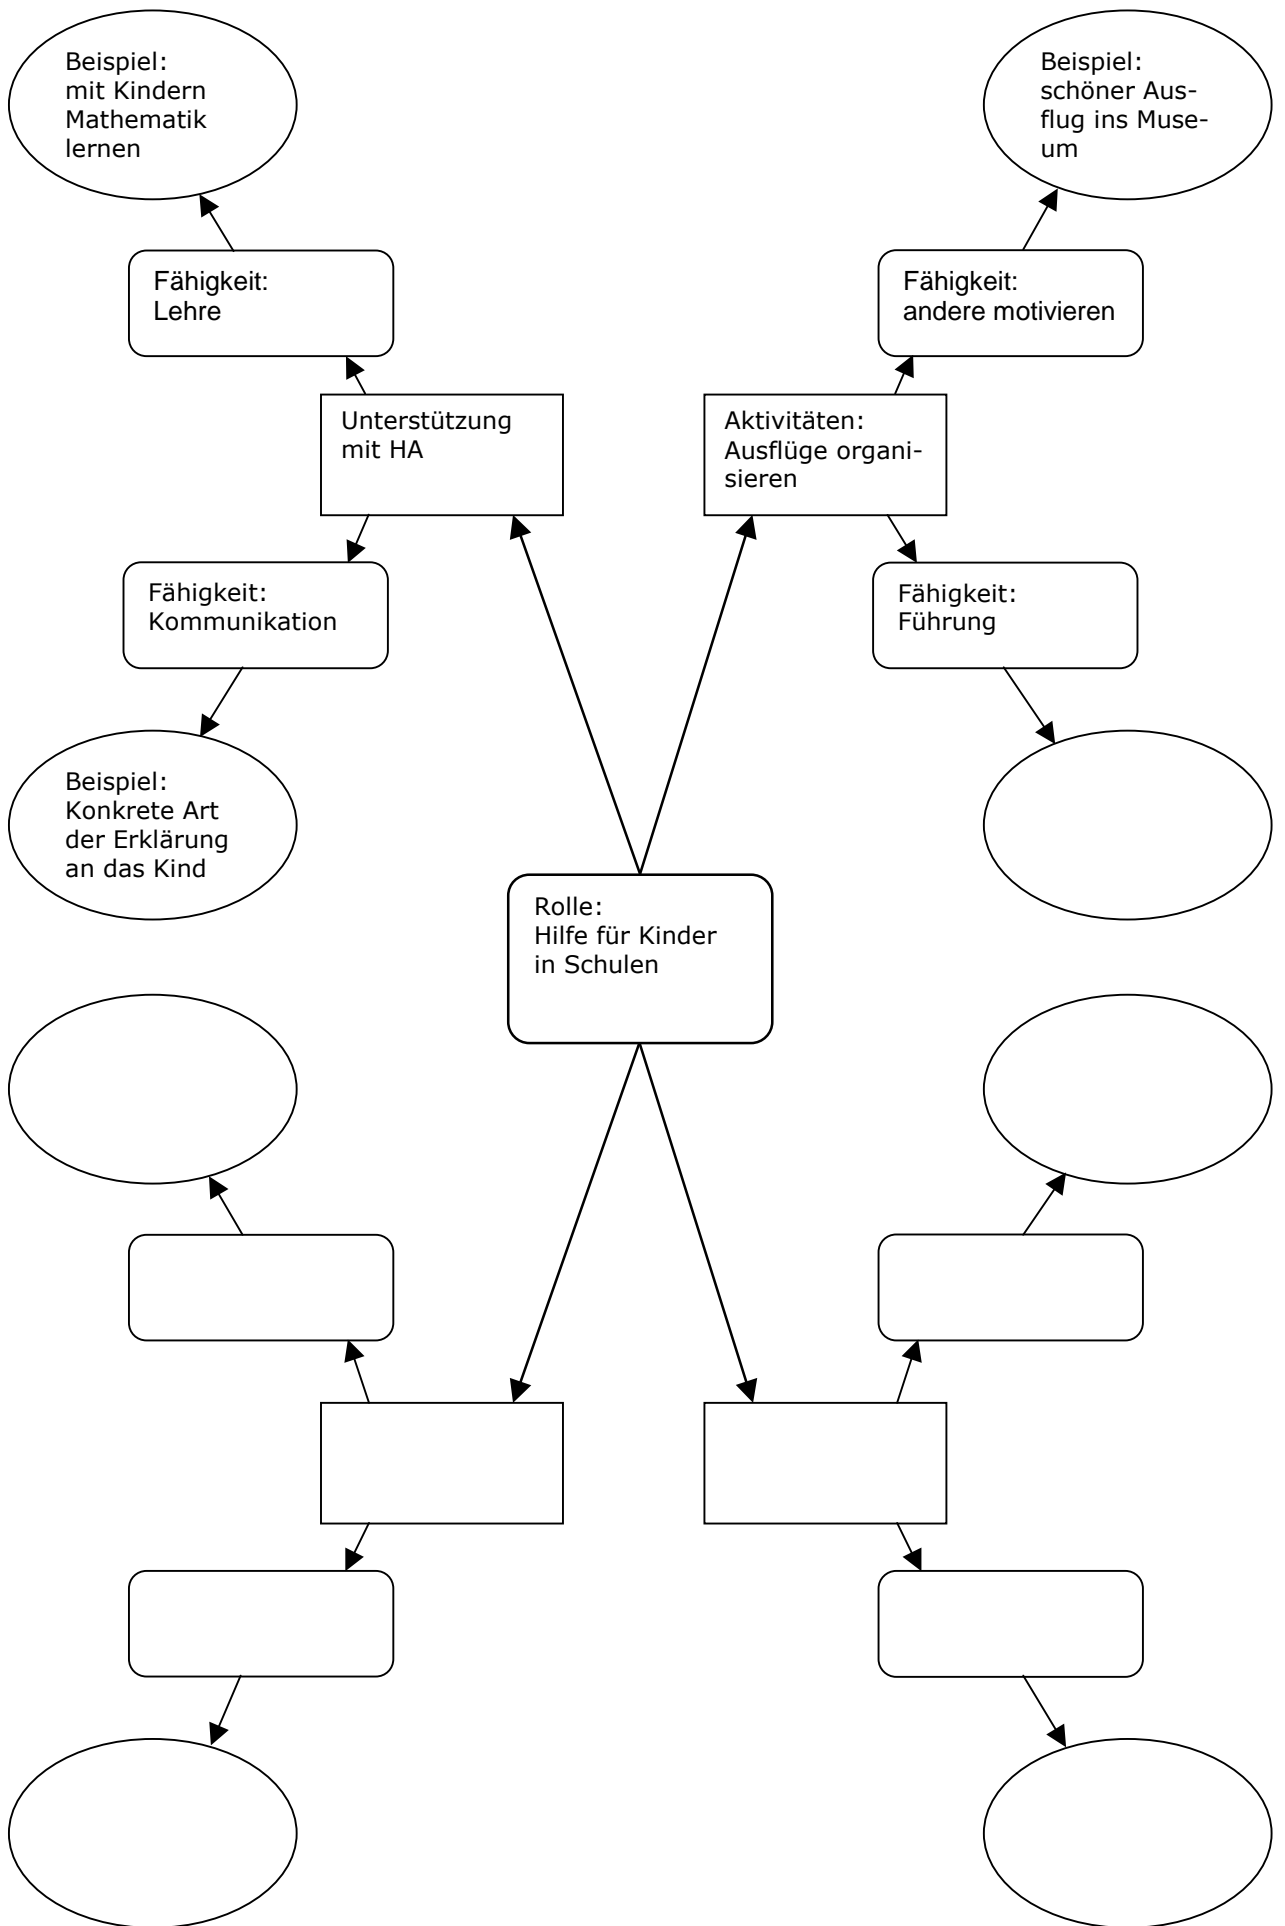 Beispiel:
mit Kindern
Mathematik
lernen
Beispiel:
schöner Aus-
flug ins Muse-
um
Fähigkeit:
Lehre
Fähigkeit:
andere motivieren
Unterstützung
mit HA
Aktivitäten:
Ausflüge organi-
sieren
Fähigkeit:
Kommunikation
Fähigkeit:
Führung
Beispiel:
Konkrete Art
der Erklärung
an das Kind
Rolle:
Hilfe für Kinder
in Schulen